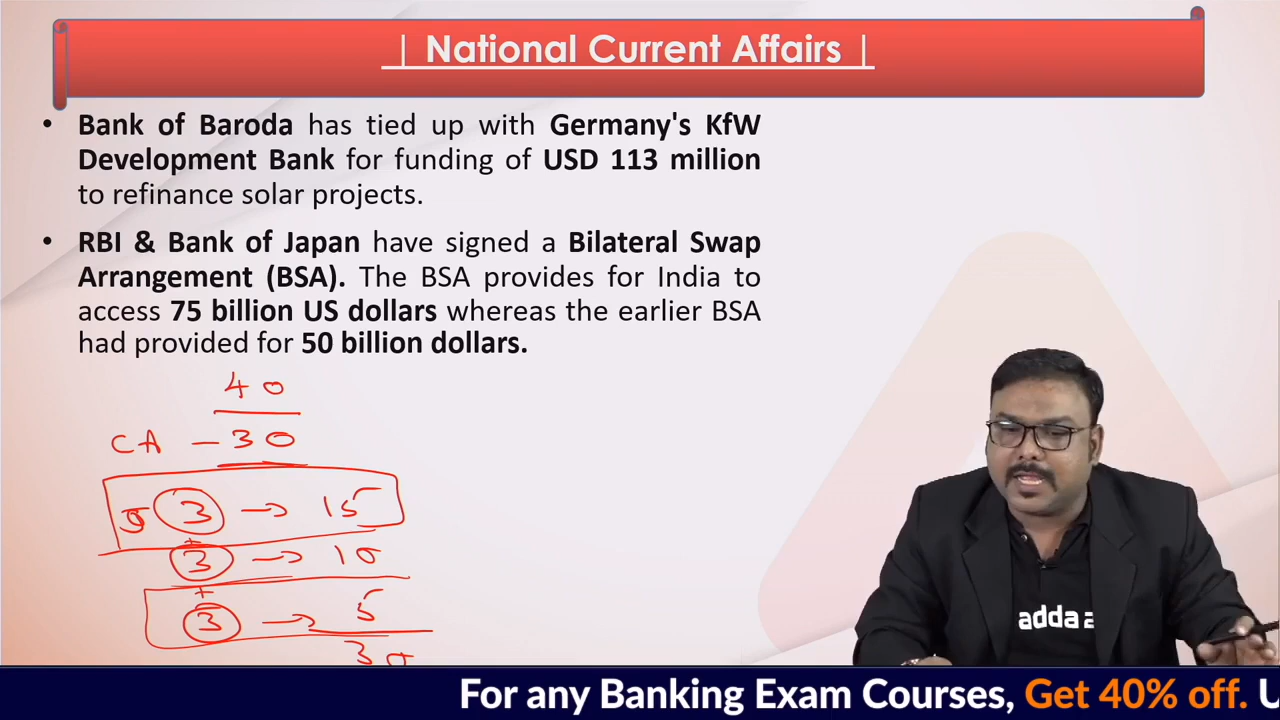 | National Current Affairs |
• Bank of Baroda has tied up with Germany's KfW
Development Bank for funding of USD 113 million
to refinance solar projects.
• RBI & Bank of Japan have signed a Bilateral Swap
Arrangement (BSA). The BSA provides for India to
access 75 billion US dollars whereas the earlier BSA
had provided for 50 billion dollars.
40
CA - 30
3 → 15
+
3 → 10
+
3 → 5
30
adda
For any Banking Exam Courses, Get 40% off. U